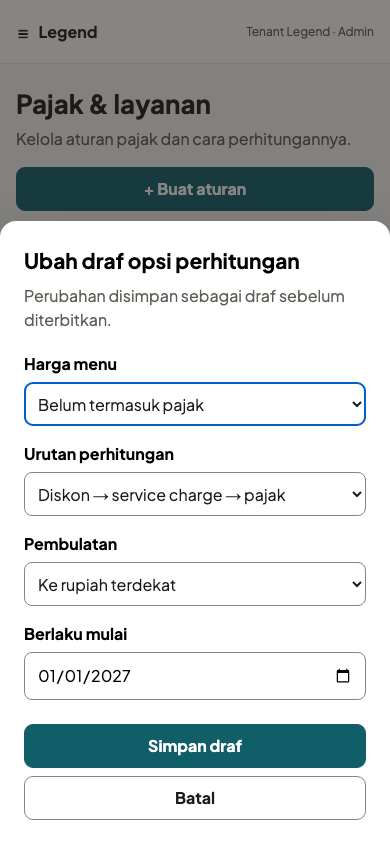 ≡ Legend
Tenant Legend · Admin
Pajak & layanan
Kelola aturan pajak dan cara perhitungannya.
+ Buat aturan
Ubah draf opsi perhitungan
Perubahan disimpan sebagai draf sebelum
diterbitkan.
Harga menu
Belum termasuk pajak
Urutan perhitungan
Diskon → service charge → pajak
Pembulatan
Ke rupiah terdekat
Berlaku mulai
01/01/2027
Simpan draf
Batal